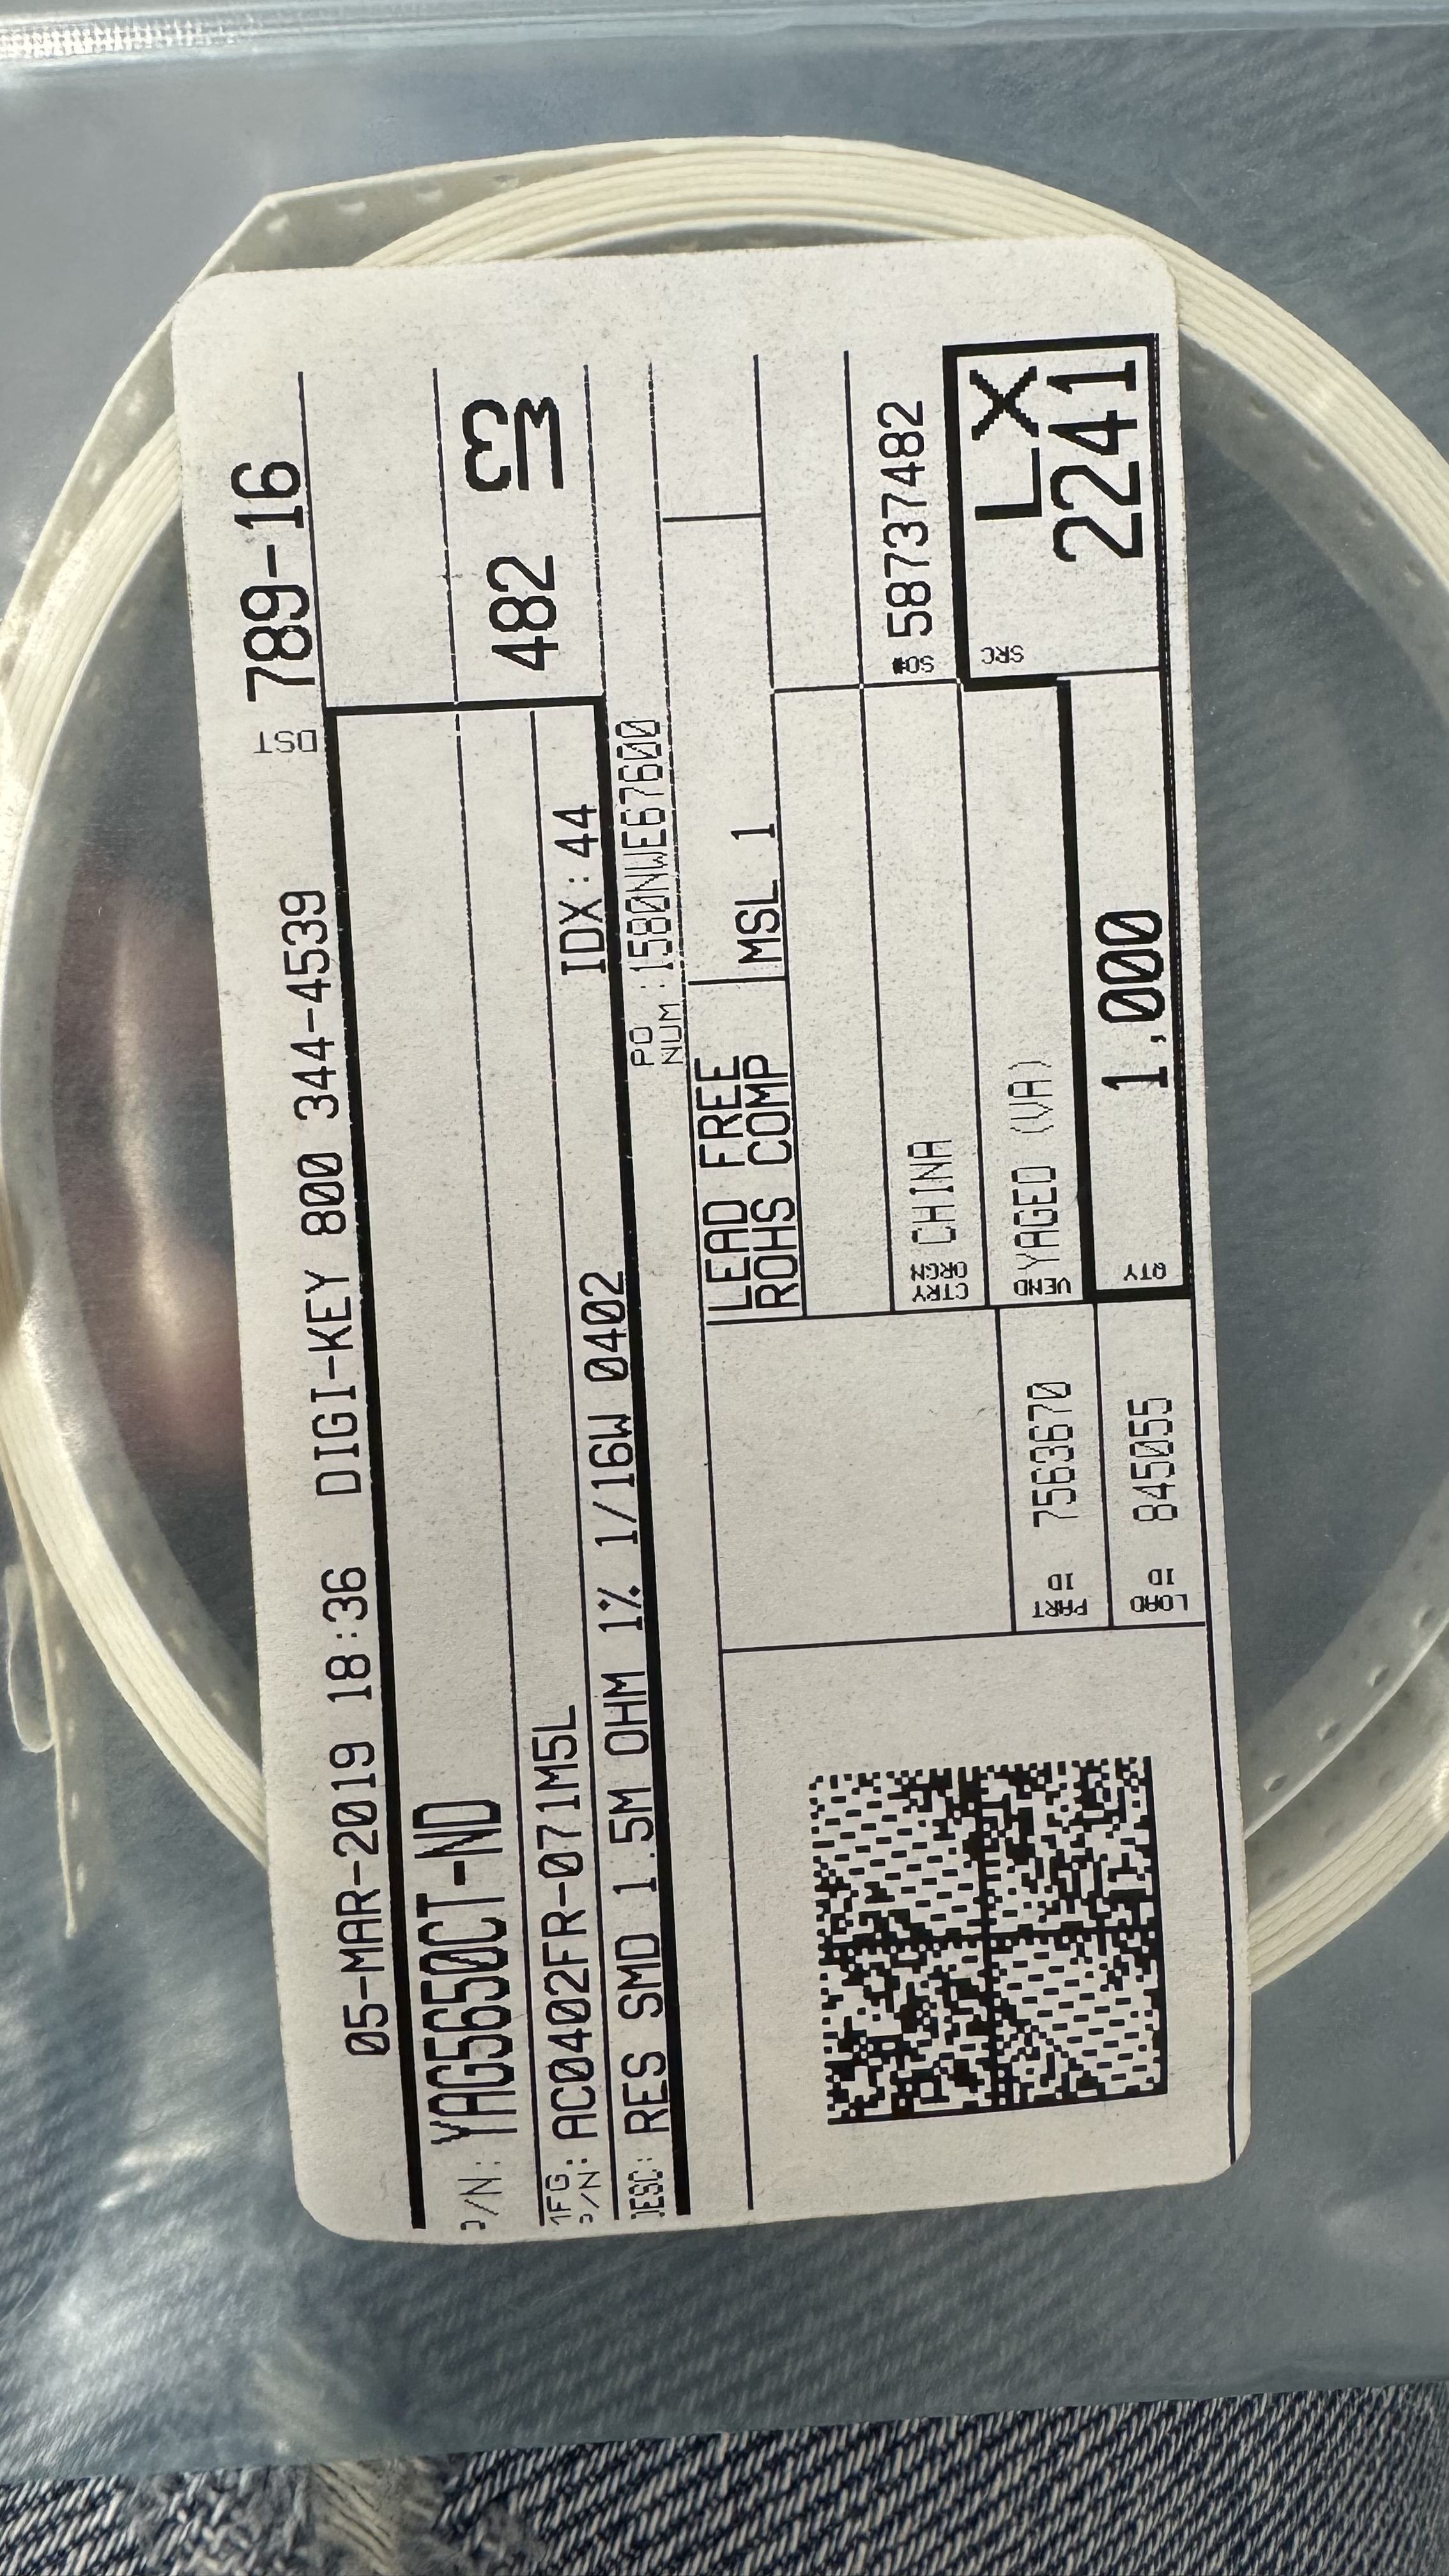 DST 789-16
05-MAR-2019 18:36 DIGI-KEY 800 344-4539
P/N: YAG5650CT-ND
482 E3
MFG P/N: AC0402FR-071M5L IDX:44
DESC: RES SMD 1.5M OHM 1% 1/16W 0402
PO NUM: 1580NWE67600
LEAD FREE
ROHS COMP
MSL 1
SO# 58737482
CTRY ORGN CHINA
SRC LX
2241
PART ID 7563670
VEND YAGEO (VA)
LOAD ID 845055
QTY 1,000